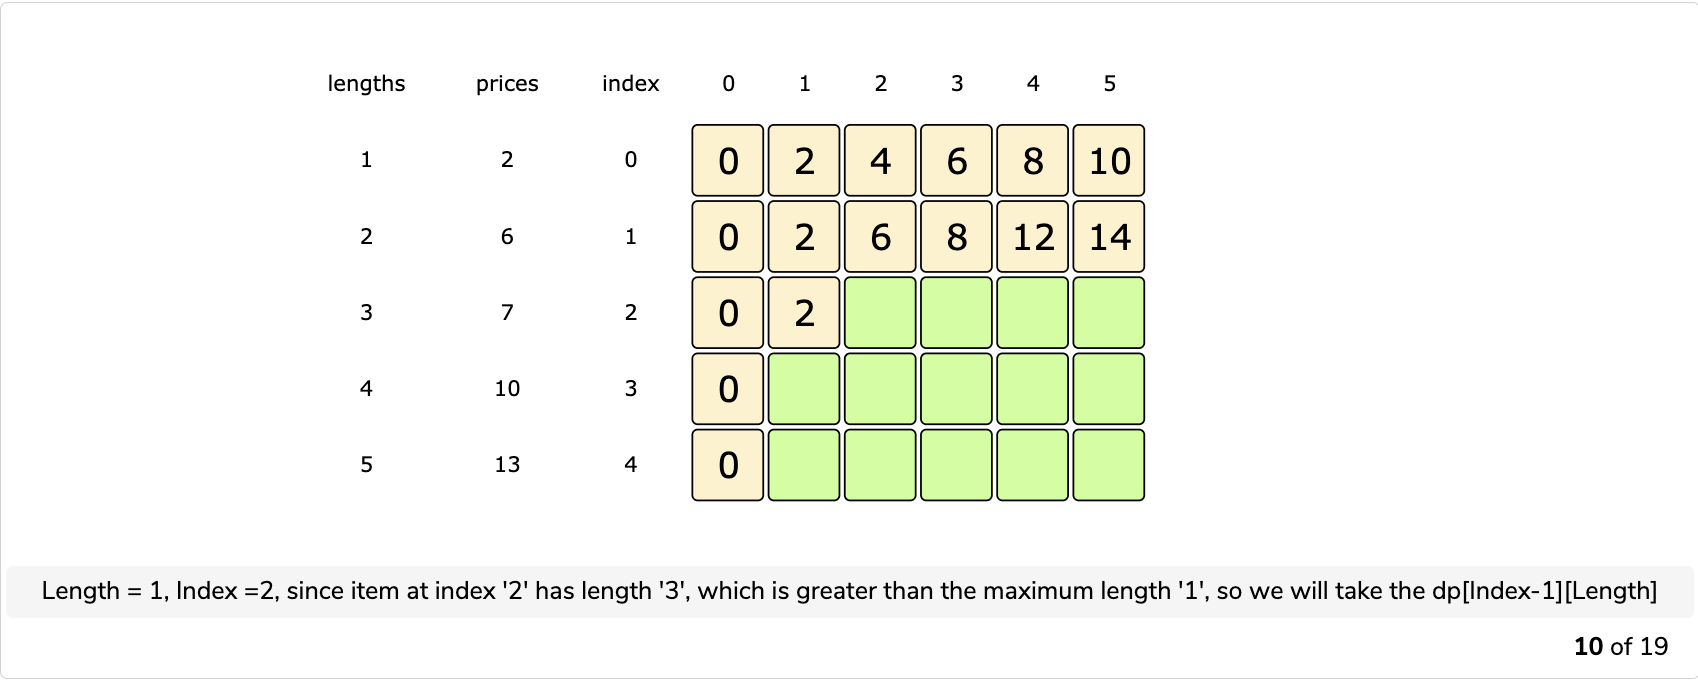 lengths prices index 0 1 2 3 4 5
1 2 0 0 2 4 6 8 10
2 6 1 0 2 6 8 12 14
3 7 2 0 2
4 10 3 0
5 13 4 0
Length = 1, Index =2, since item at index '2' has length '3', which is greater than the maximum length '1', so we will take the dp[Index-1][Length]
10 of 19